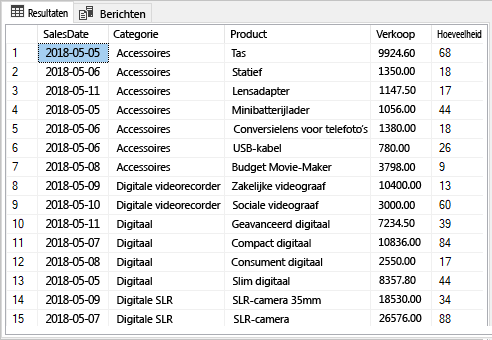 Resultaten Berichten
SalesDate Categorie Product Verkoop Hoeveelheid
1 2018-05-05 Accessoires Tas 9924.60 68
2 2018-05-06 Accessoires Statief 1350.00 18
3 2018-05-11 Accessoires Lensadapter 1147.50 17
4 2018-05-05 Accessoires Minibatterijlader 1056.00 44
5 2018-05-06 Accessoires Conversielens voor telefoto's 1380.00 18
6 2018-05-06 Accessoires USB-kabel 780.00 26
7 2018-05-08 Accessoires Budget Movie-Maker 3798.00 9
8 2018-05-09 Digitale videorecorder Zakelijke videograaf 10400.00 13
9 2018-05-10 Digitale videorecorder Sociale videograaf 3000.00 60
10 2018-05-11 Digitaal Geavanceerd digitaal 7234.50 39
11 2018-05-07 Digitaal Compact digitaal 10836.00 84
12 2018-05-08 Digitaal Consument digitaal 2550.00 17
13 2018-05-05 Digitaal Slim digitaal 8357.80 44
14 2018-05-09 Digitale SLR SLR-camera 35mm 18530.00 34
15 2018-05-07 Digitale SLR SLR-camera 26576.00 88